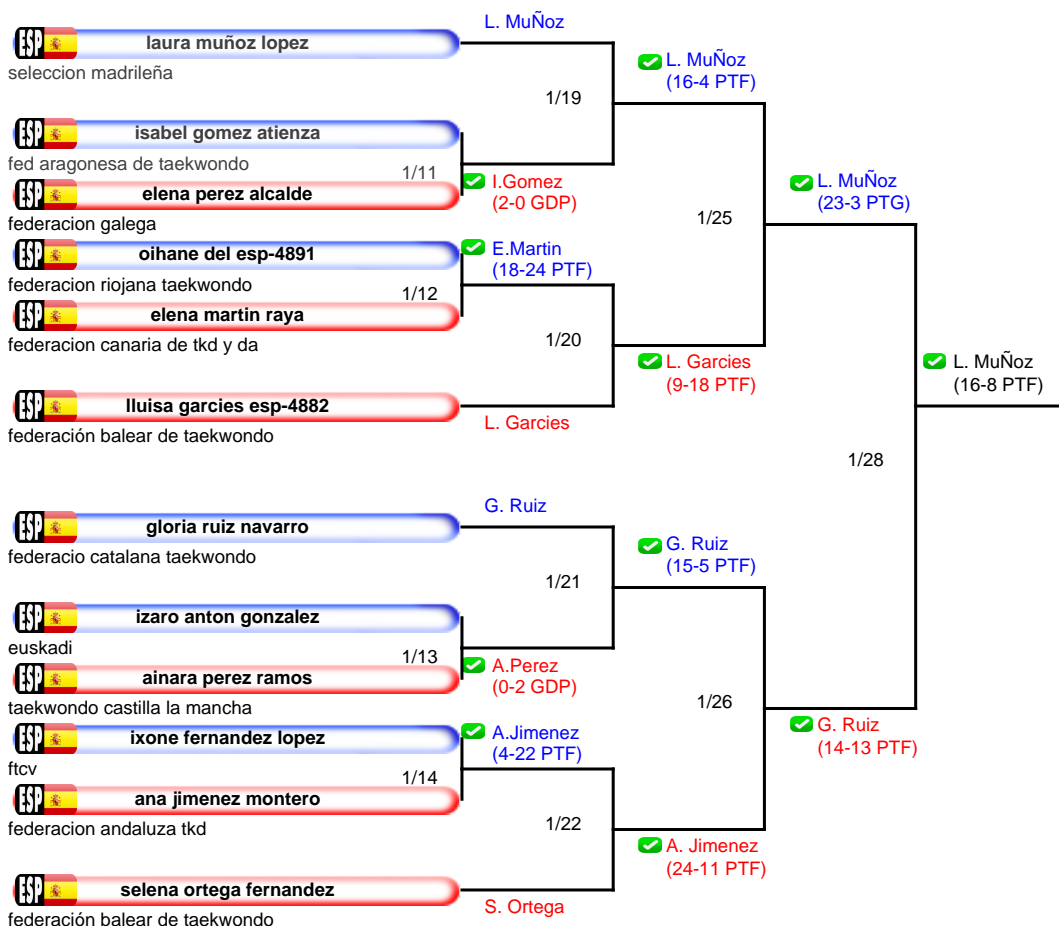 L. MuÑoz
ESP laura muñoz lopez
seleccion madrileña
L. MuÑoz
(16-4 PTF)
1/19
ESP isabel gomez atienza
fed aragonesa de taekwondo
1/11
I.Gomez
(2-0 GDP)
ESP elena perez alcalde
federacion galega
L. MuÑoz
(23-3 PTG)
1/25
ESP oihane del esp-4891
federacion riojana taekwondo
E.Martin
(18-24 PTF)
1/12
ESP elena martin raya
federacion canaria de tkd y da
1/20
L. Garcies
(9-18 PTF)
L. MuÑoz
(16-8 PTF)
ESP lluisa garcies esp-4882
federación balear de taekwondo
L. Garcies
1/28
G. Ruiz
ESP gloria ruiz navarro
federacio catalana taekwondo
G. Ruiz
(15-5 PTF)
1/21
ESP izaro anton gonzalez
euskadi
1/13
A.Perez
(0-2 GDP)
ESP ainara perez ramos
taekwondo castilla la mancha
1/26
G. Ruiz
(14-13 PTF)
ESP ixone fernandez lopez
ftcv
A.Jimenez
(4-22 PTF)
1/14
ESP ana jimenez montero
federacion andaluza tkd
1/22
A. Jimenez
(24-11 PTF)
ESP selena ortega fernandez
federación balear de taekwondo
S. Ortega